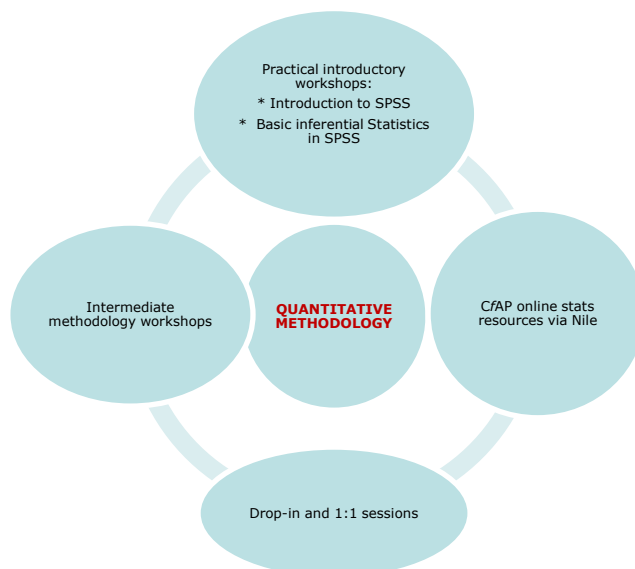 Practical introductory
workshops:
* Introduction to SPSS
* Basic inferential Statistics
in SPSS
Intermediate
methodology workshops
QUANTITATIVE
METHODOLOGY
CfAP online stats
resources via Nile
Drop-in and 1:1 sessions